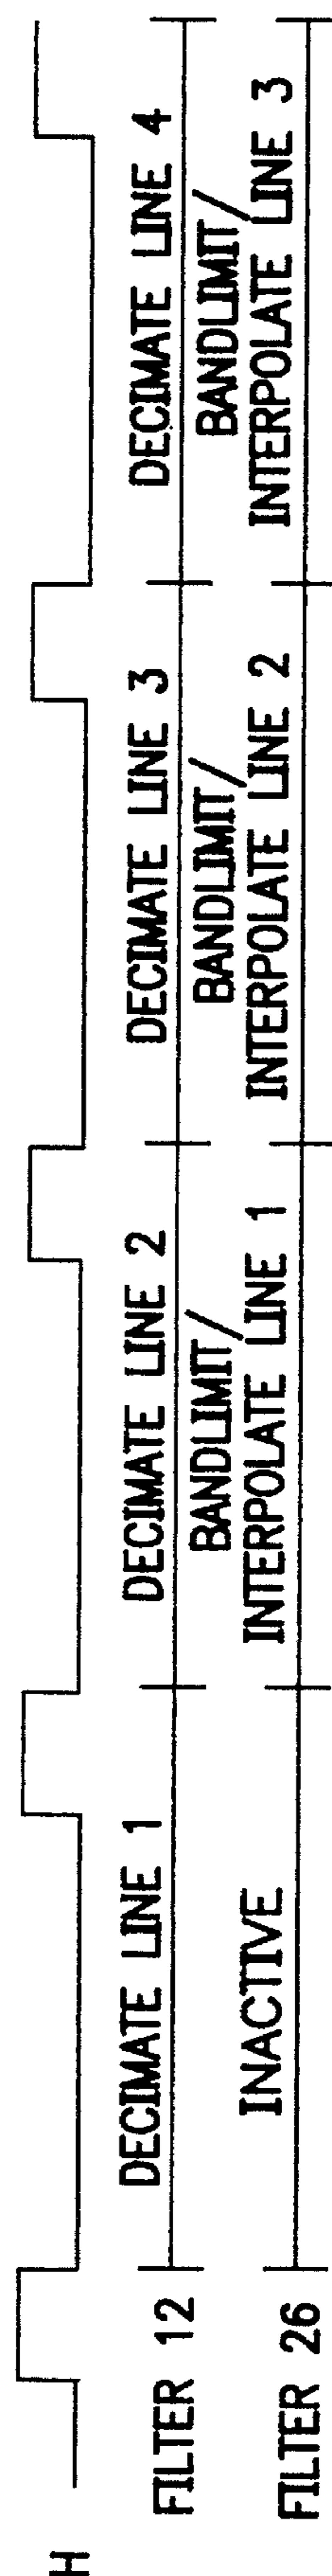 H
FILTER 12
DECIMATE LINE 1
DECIMATE LINE 2
DECIMATE LINE 3
DECIMATE LINE 4
FILTER 26
INACTIVE
BANDLIMIT/
INTERPOLATE LINE 1
BANDLIMIT/
INTERPOLATE LINE 2
BANDLIMIT/
INTERPOLATE LINE 3